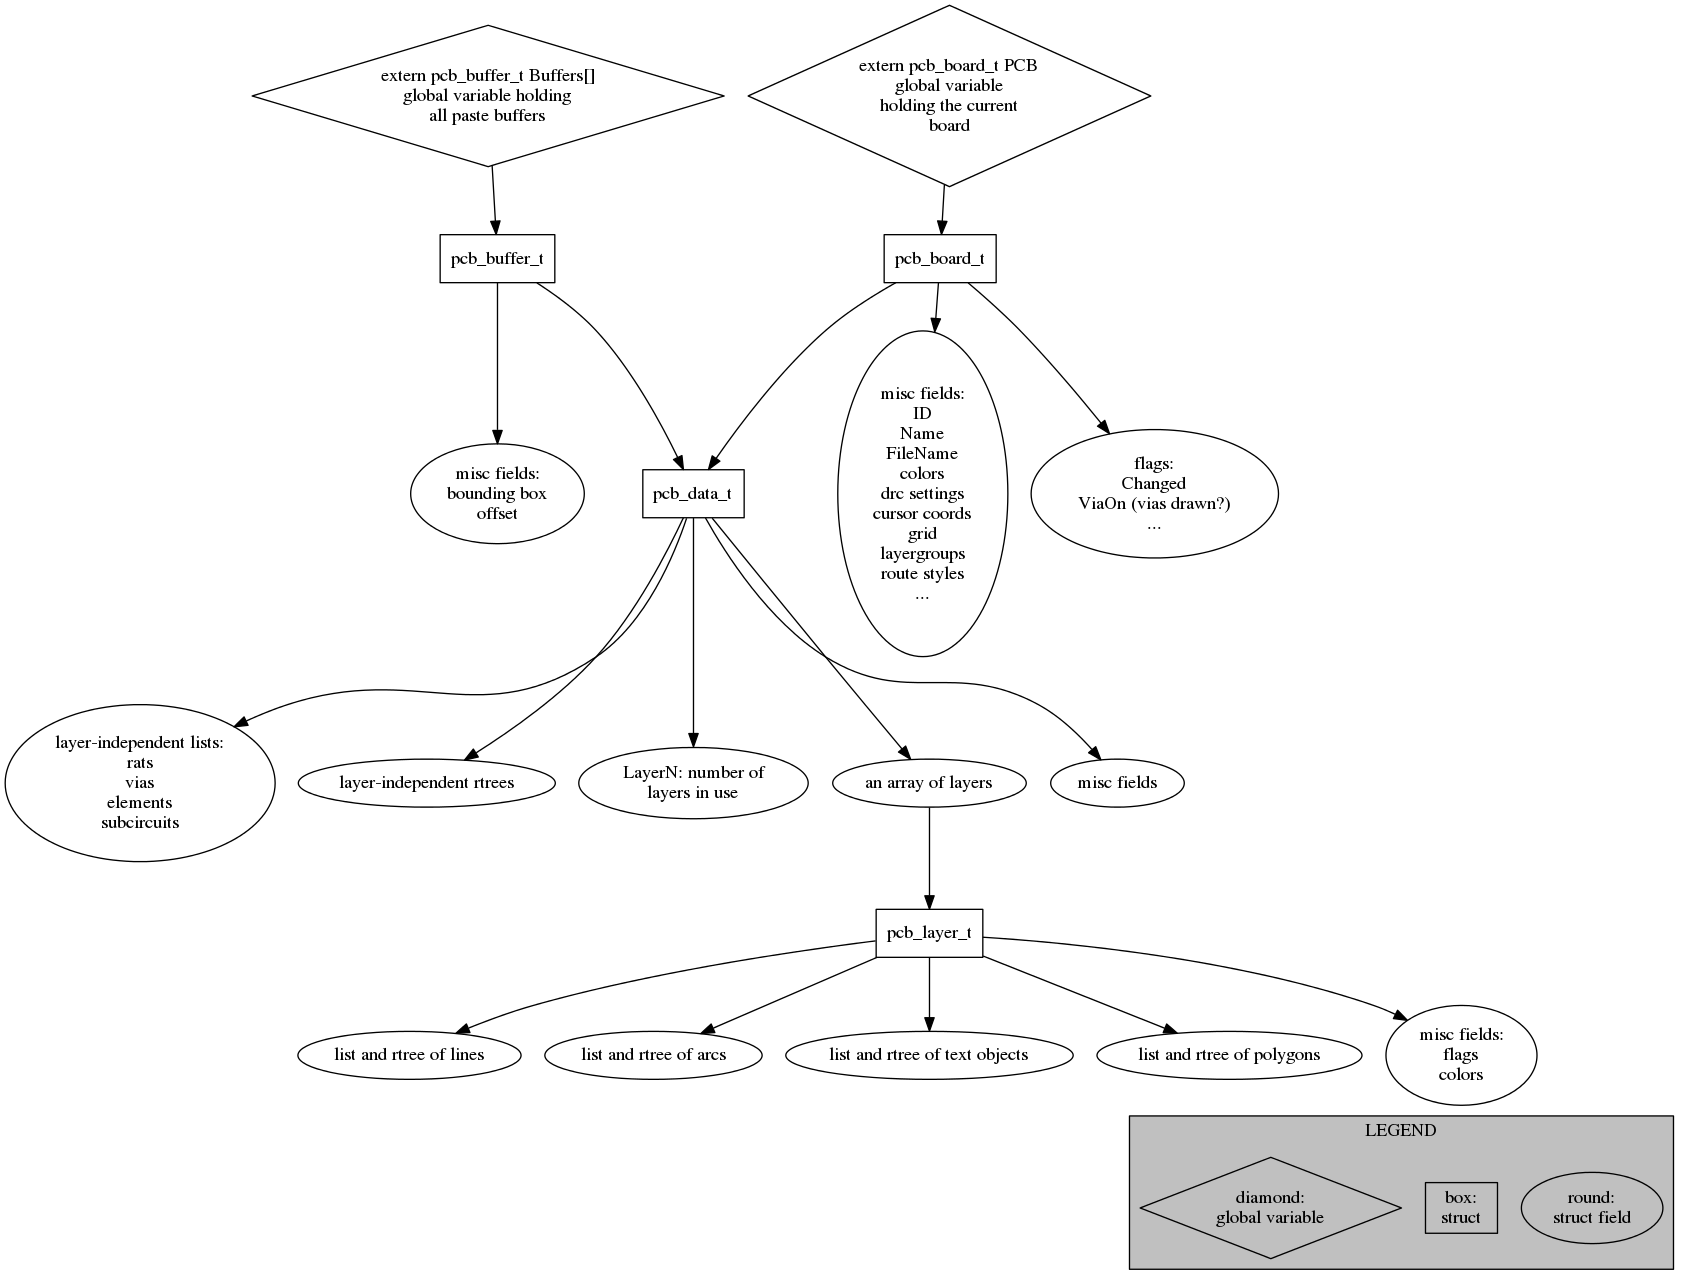 extern pcb_buffer_t Buffers[]
global variable holding
all paste buffers
extern pcb_board_t PCB
global variable
holding the current
board
pcb_buffer_t
pcb_board_t
misc fields:
bounding box
offset
pcb_data_t
misc fields:
ID
Name
FileName
colors
drc settings
cursor coords
grid
layergroups
route styles
...
flags:
Changed
ViaOn (vias drawn?)
...
layer-independent lists:
rats
vias
elements
subcircuits
layer-independent rtrees
LayerN: number of
layers in use
an array of layers
misc fields
pcb_layer_t
list and rtree of lines
list and rtree of arcs
list and rtree of text objects
list and rtree of polygons
misc fields:
flags
colors
LEGEND
diamond:
global variable
box:
struct
round:
struct field